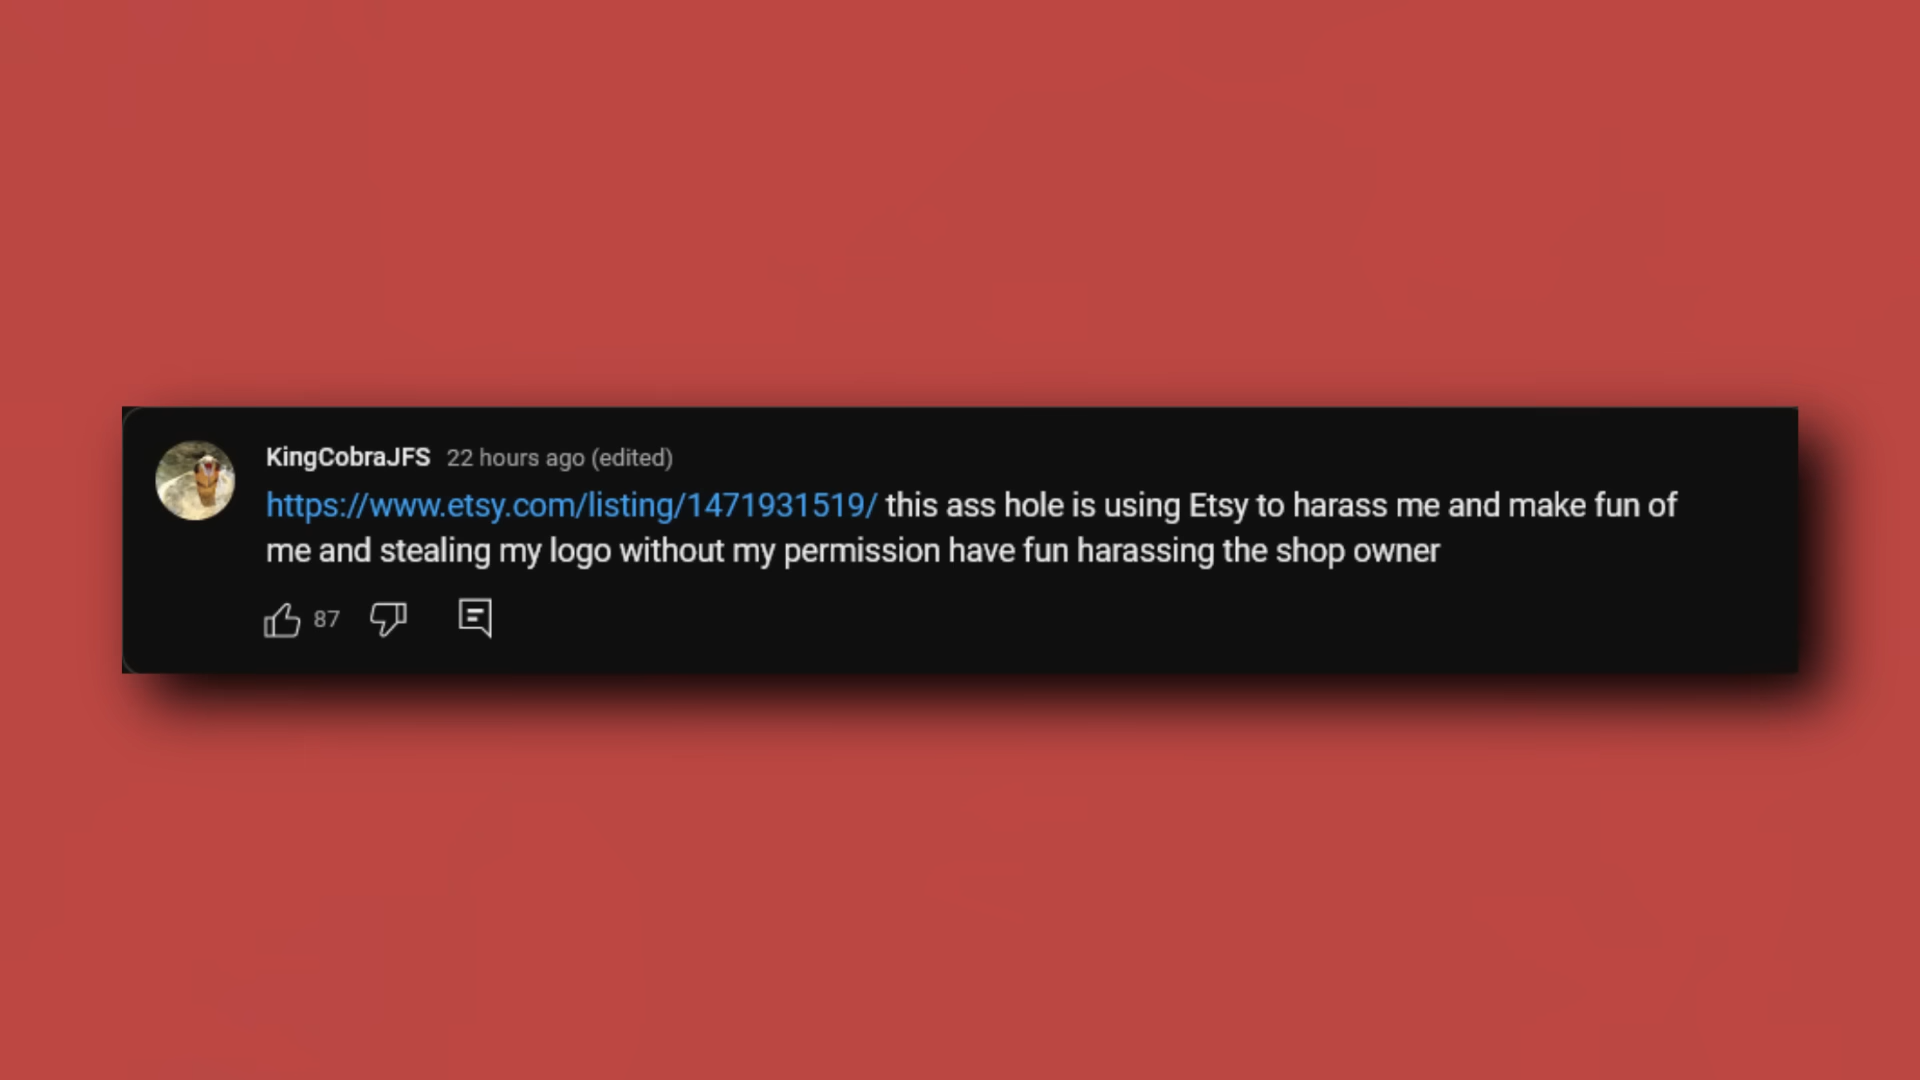 KingCobraJFS 22 hours ago (edited)
https://www.etsy.com/listing/1471931519/ this ass hole is using Etsy to harass me and make fun of
me and stealing my logo without my permission have fun harassing the shop owner
87